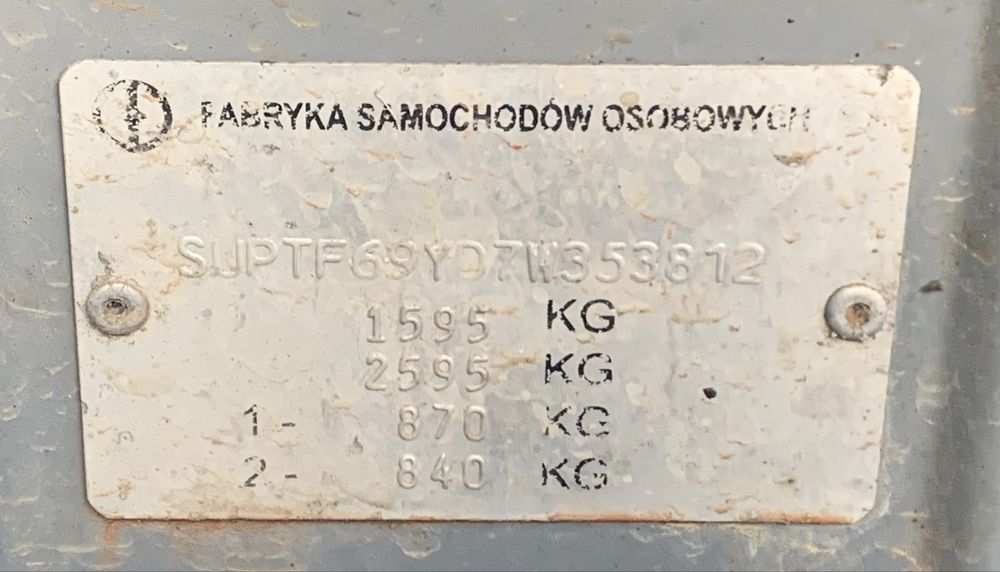 FABRYKA SAMOCHODÓW OSOBOWYCH
SUPTF69YD7W353812
1595 KG
2595 KG
1- 870 KG
2- 840 KG